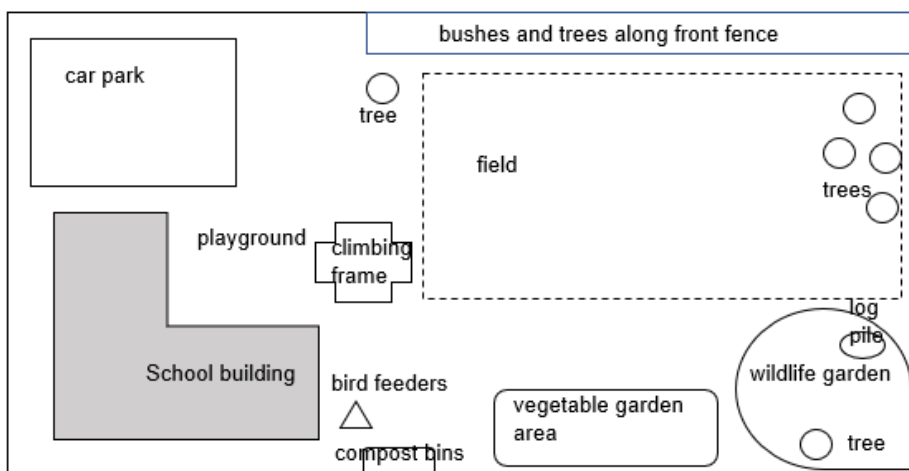 bushes and trees along front fence
car park
tree
field
trees
playground
climbing
frame
log
pile
School building
wildlife garden
bird feeders
vegetable garden
area
tree
compost bins